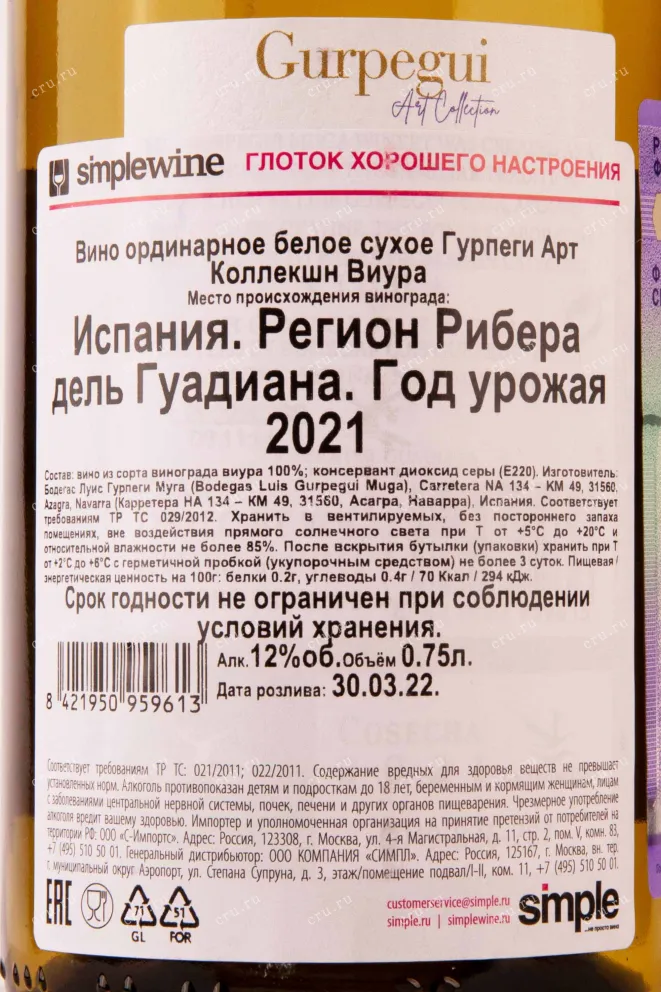 Gurpegui
Art Collection
simplewine ГЛОТОК ХОРОШЕГО НАСТРОЕНИЯ
Вино ординарное белое сухое Гурпеги Арт
Коллекшн Виура
Место происхождения винограда:
Испания. Регион Рибера
дель Гуадиана. Год урожая
2021
Состав: вино из сорта винограда виура 100%; консервант диоксид серы (Е220). Изготовитель:
Бодегас Луис Гурпеги Муга (Bodegas Luis Gurpegui Muga), Carretera NA 134 – KM 49, 31560,
Azagra, Navarra (Карретера НА 134 – КМ 49, 31560, Асагра, Наварра), Испания. Соответствует
требованиям ТР ТС 029/2012. Хранить в вентилируемых, без постороннего запаха
помещениях, вне воздействия прямого солнечного света при Т от +5°С до +20°С и
относительной влажности не более 85%. После вскрытия бутылки (упаковки) хранить при Т
от +2°С до +6°С с герметичной пробкой (укупорочным средством) не более 3 суток. Пищевая/
энергетическая ценность на 100г: белки 0.2г, углеводы 0.4г / 70 Ккал / 294 кДж.
Срок годности не ограничен при соблюдении
условий хранения.
Алк. 12%об. Объём 0.75л.
Дата розлива: 30.03.22.
8 421950 959613
COSECHA
Соответствует требованиям ТР ТС: 021/2011; 022/2011. Содержание вредных для здоровья веществ не превышает
установленных норм. Алкоголь противопоказан детям и подросткам до 18 лет, беременным и кормящим женщинам, лицам
с заболеваниями центральной нервной системы, почек, печени и других органов пищеварения. Чрезмерное употребление
алкоголя вредит вашему здоровью. Импортер и уполномоченная организация на принятие претензий от потребителей на
территории РФ: ООО «С-Импортс». Адрес: Россия, 123308, г. Москва, ул. 4-я Магистральная, д. 11, стр. 2, пом. V, комн. 83,
+7 (495) 510 50 01. Генеральный дистрибьютор: ООО КОМПАНИЯ «СИМПЛ». Адрес: Россия, 125167, г. Москва, вн. тер.
г. муниципальный округ Аэропорт, ул. Степана Супруна, д. 3, этаж/помещение подвал/I-II, ком. 11, +7 (495) 510 50 01.
EAC
71
GL
51
FOR
customerservice@simple.ru
simple.ru | simplewine.ru
simple
...не просто вино
cru.ru